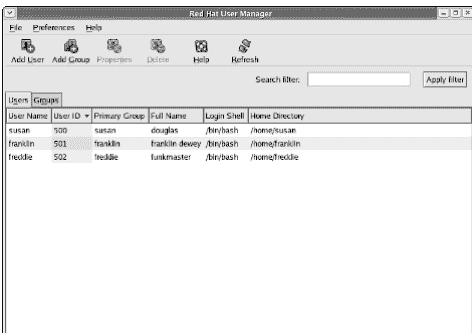 Red Hat User Manager
File Preferences Help
Add User Add Group Properties Delete Help Refresh
Search filter: Apply filter
Users Groups
User Name User ID Primary Group Full Name Login Shell Home Directory
susan 500 susan douglas /bin/bash /home/susan
franklin 501 franklin franklin dewey /bin/bash /home/franklin
freddie 502 freddie funkmaster /bin/bash /home/freddie